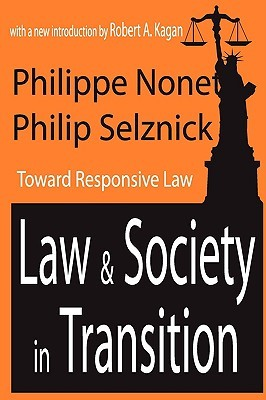 with a new introduction by Robert A. Kagan
Philippe Nonet
Philip Selznick
Toward Responsive Law
Law & Society
in Transition